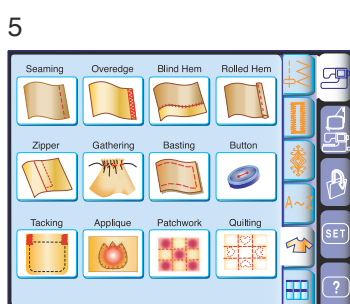 5
Seaming Overedge Blind Hem Rolled Hem
Zipper Gathering Basting Button
A~
SET
Tacking Applique Patchwork Quilting
?